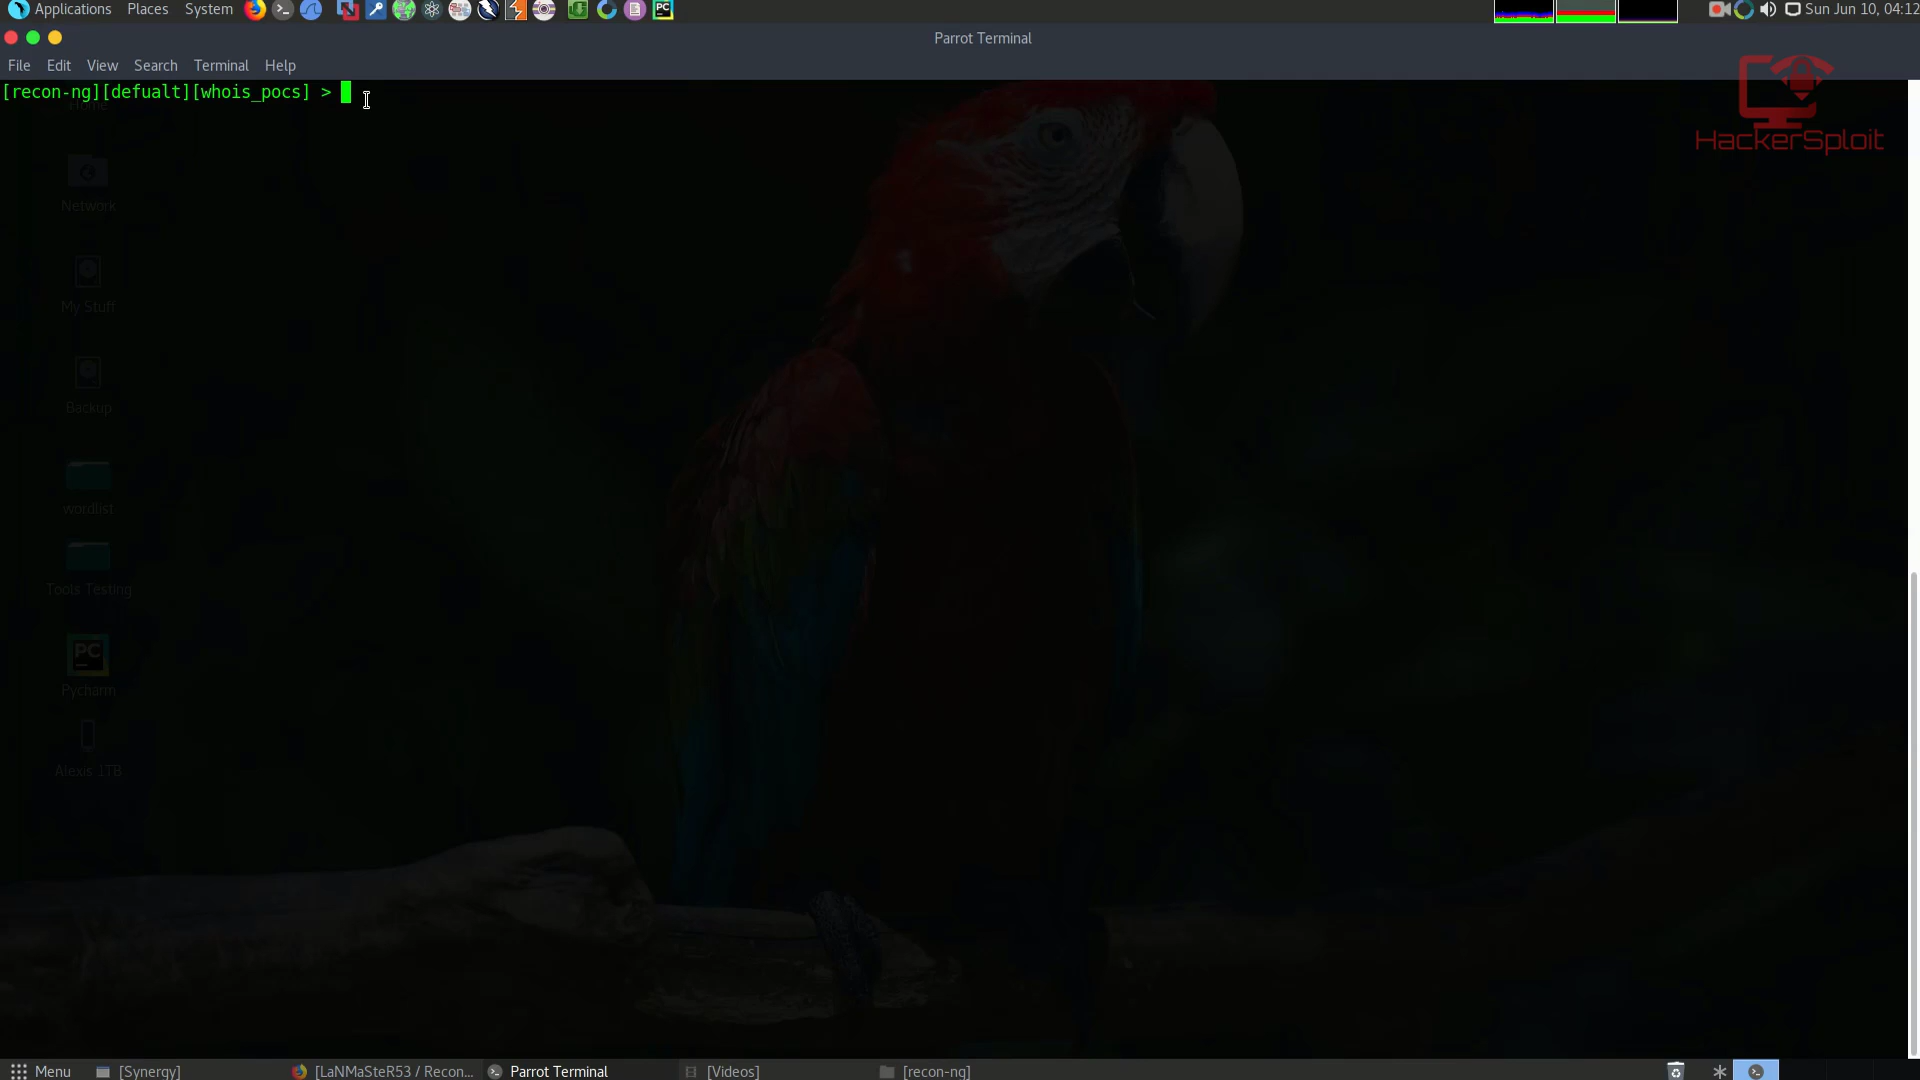 Applications Places System
Sun Jun 10, 04:12
Parrot Terminal
File Edit View Search Terminal Help
[recon-ng][defualt][whois_pocs] >
HackerSploit
Home
Network
My Stuff
Backup
wordlist
Tools Testing
PC
Pycharm
Alexis 1TB
Menu [Synergy] [LaNMaSteR53 / Recon... Parrot Terminal [Videos] [recon-ng]